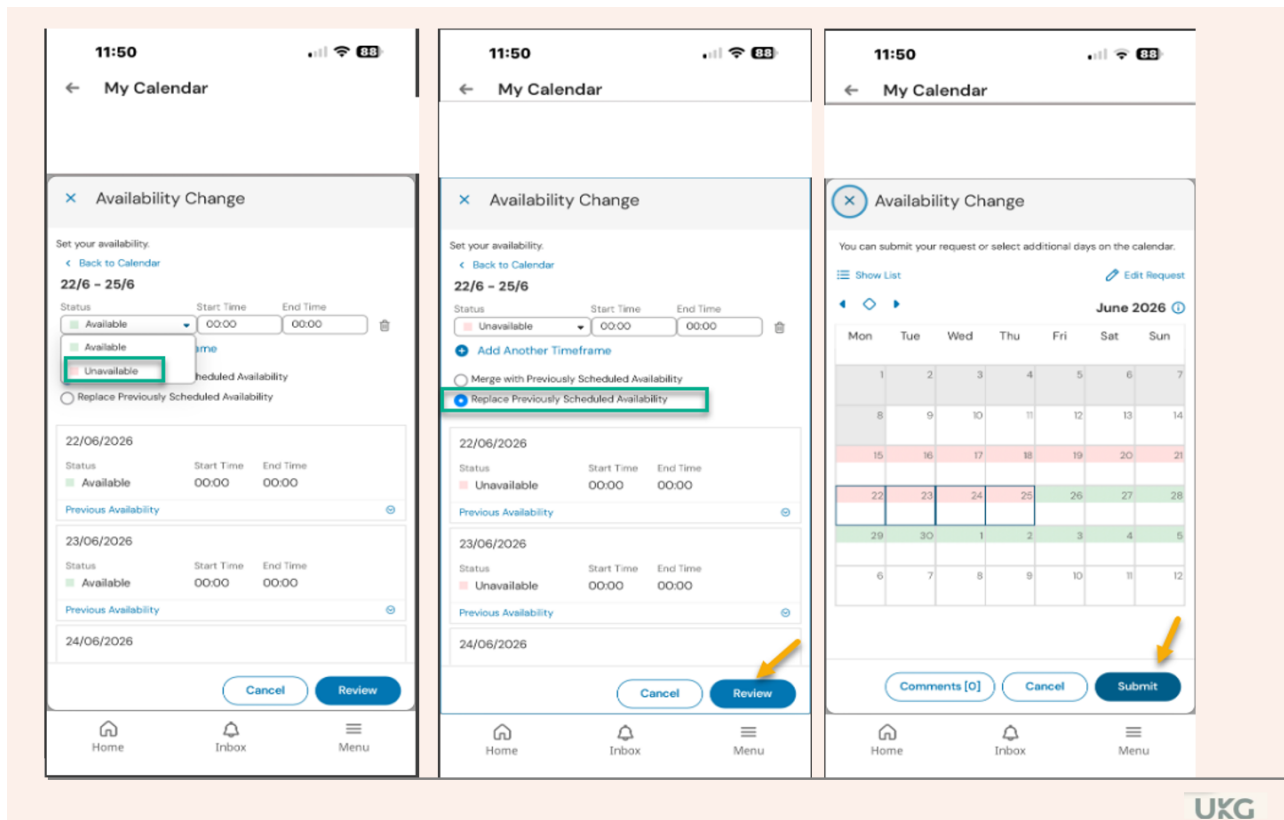 11:50
88
My Calendar
Availability Change
Set your availability.
Back to Calendar
22/6 - 25/6
Status Start Time End Time
Available 00:00 00:00
Available
Unavailable
Replace Previously Scheduled Availability
22/06/2026
Status Start Time End Time
Available 00:00 00:00
Previous Availability
23/06/2026
Status Start Time End Time
Available 00:00 00:00
Previous Availability
24/06/2026
Cancel Review
Home Inbox Menu
11:50
88
My Calendar
Availability Change
Set your availability.
Back to Calendar
22/6 - 25/6
Status Start Time End Time
Unavailable 00:00 00:00
Add Another Timeframe
Merge with Previously Scheduled Availability
Replace Previously Scheduled Availability
22/06/2026
Status Start Time End Time
Unavailable 00:00 00:00
Previous Availability
23/06/2026
Status Start Time End Time
Unavailable 00:00 00:00
Previous Availability
24/06/2026
Cancel Review
Home Inbox Menu
11:50
88
My Calendar
Availability Change
You can submit your request or select additional days on the calendar.
Show List Edit Request
June 2026
Mon Tue Wed Thu Fri Sat Sun
1 2 3 4 5 6 7
8 9 10 11 12 13 14
15 16 17 18 19 20 21
22 23 24 25 26 27 28
29 30 1 2 3 4 5
6 7 8 9 10 11 12
Comments [0] Cancel Submit
Home Inbox Menu
UKG